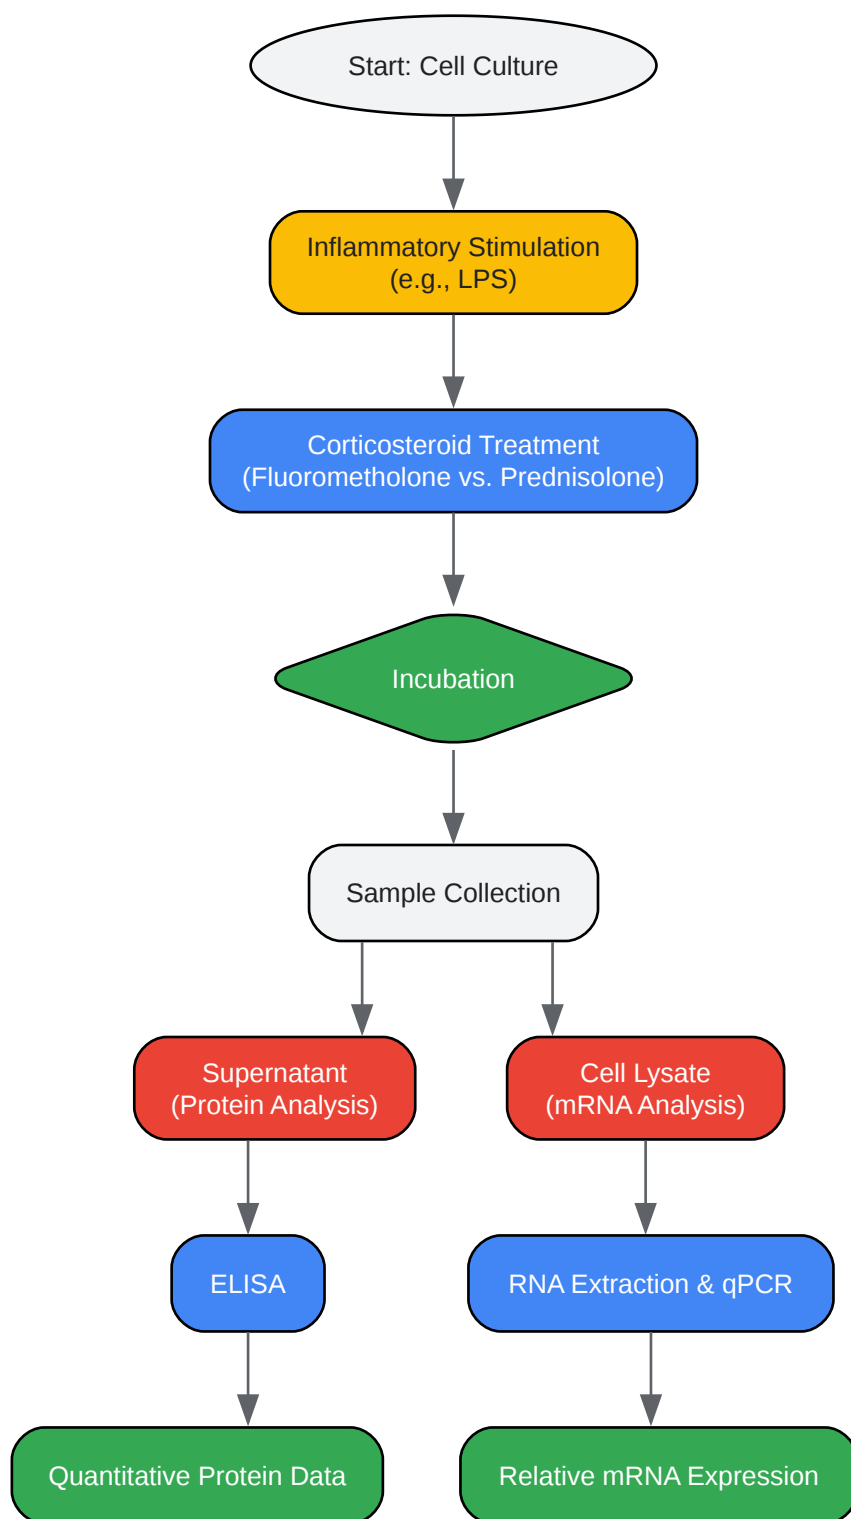 Start: Cell Culture
Inflammatory Stimulation
(e.g., LPS)
Corticosteroid Treatment
(Fluorometholone vs. Prednisolone)
Incubation
Sample Collection
Supernatant
(Protein Analysis)
Cell Lysate
(mRNA Analysis)
ELISA
RNA Extraction & qPCR
Quantitative Protein Data
Relative mRNA Expression